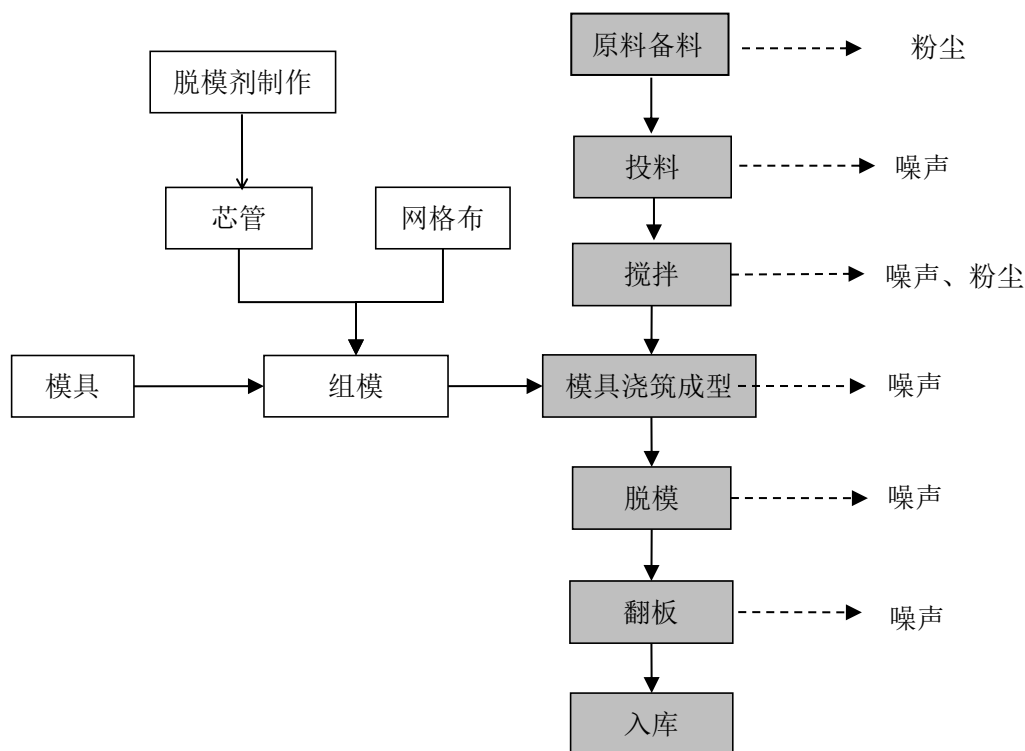 原料备料
粉尘
脱模剂制作
投料
噪声
芯管
网格布
搅拌
噪声、粉尘
模具
组模
模具浇筑成型
噪声
脱模
噪声
翻板
噪声
入库